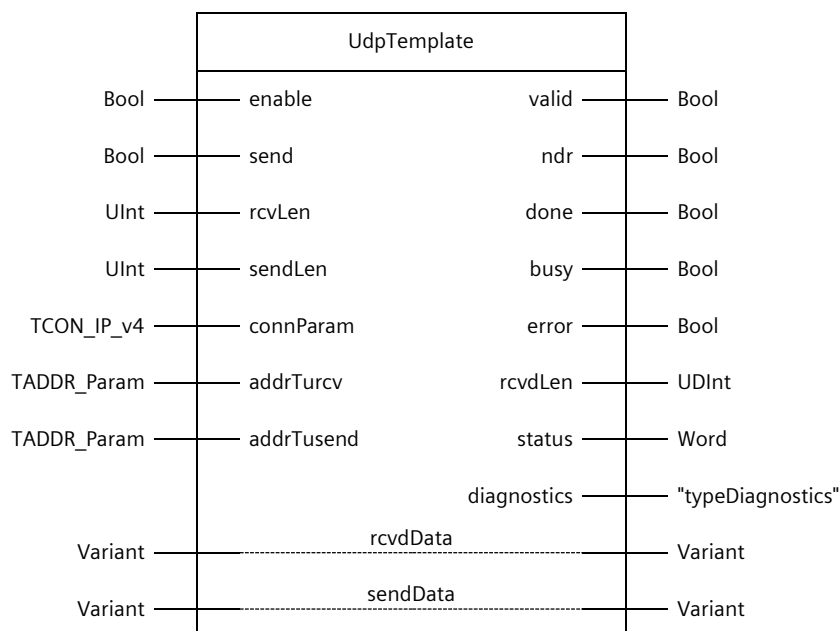 UdpTemplate
Bool enable valid Bool
Bool send ndr Bool
UInt rcvLen done Bool
UInt sendLen busy Bool
TCON_IP_v4 connParam error Bool
TADDR_Param addrTurcv rcvdLen UDInt
TADDR_Param addrTusend status Word
diagnostics "typeDiagnostics"
Variant rcvdData Variant
Variant sendData Variant